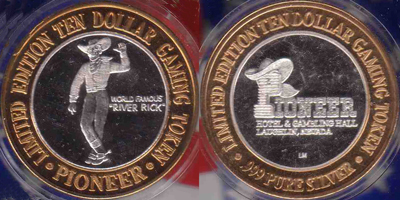 LIMITED EDITION TEN DOLLAR GAMING TOKEN
WORLD FAMOUS
"RIVER RICK"
• PIONEER •
LIMITED EDITION TEN DOLLAR GAMING TOKEN
PIONEER
HOTEL & GAMBLING HALL
LAUGHLIN, NEVADA
LM
• .999 PURE SILVER •